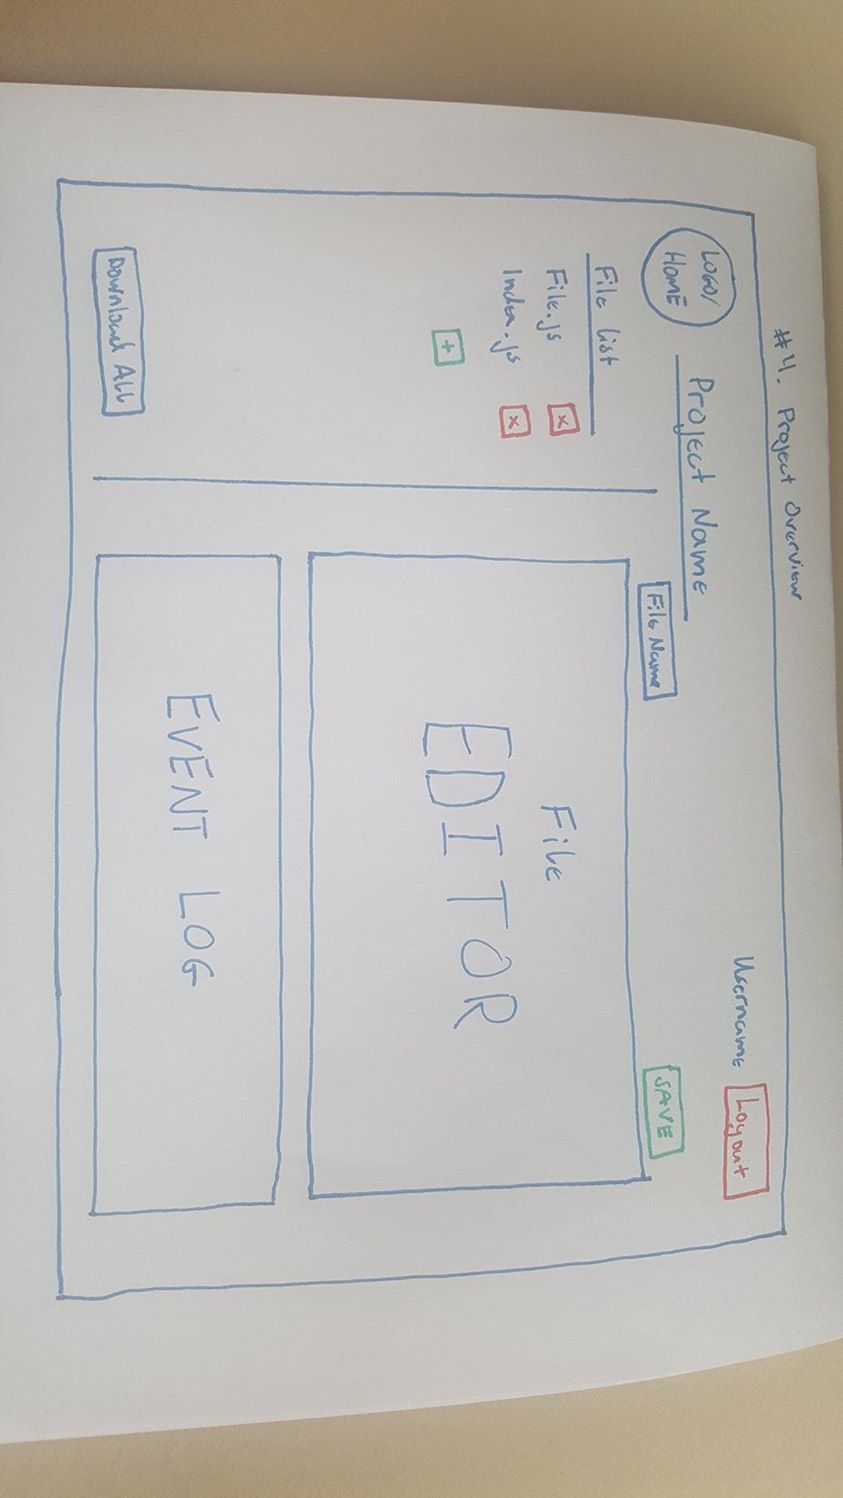 #4. Project Overview
LOGO/
HOME
Project Name
Username
Logout
File list
File.js
x
Index.js
x
+
Download All
File Name
SAVE
File
EDITOR
EVENT LOG